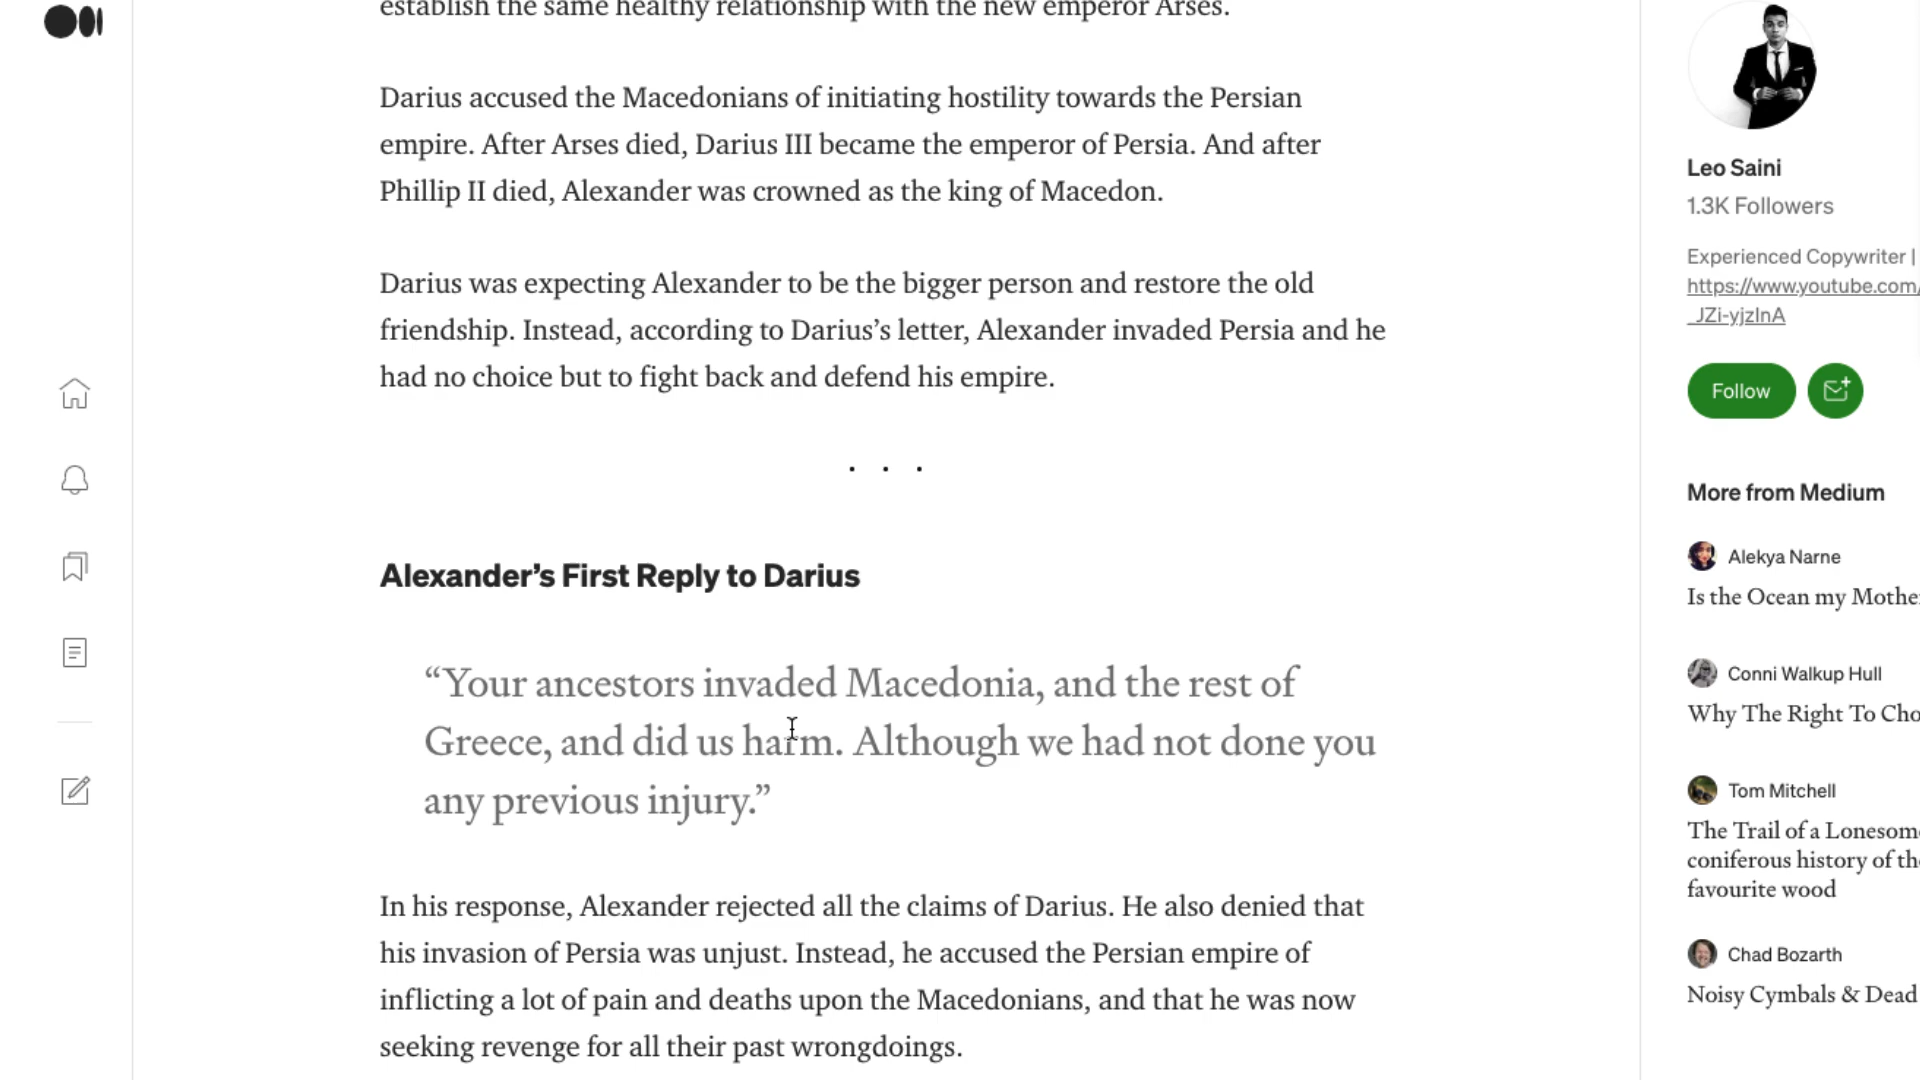 establish the same healthy relationship with the new emperor Arses.
Darius accused the Macedonians of initiating hostility towards the Persian
empire. After Arses died, Darius III became the emperor of Persia. And after
Phillip II died, Alexander was crowned as the king of Macedon.
Darius was expecting Alexander to be the bigger person and restore the old
friendship. Instead, according to Darius’s letter, Alexander invaded Persia and he
had no choice but to fight back and defend his empire.
. . .
Alexander’s First Reply to Darius
“Your ancestors invaded Macedonia, and the rest of
Greece, and did us harm. Although we had not done you
any previous injury.”
In his response, Alexander rejected all the claims of Darius. He also denied that
his invasion of Persia was unjust. Instead, he accused the Persian empire of
inflicting a lot of pain and deaths upon the Macedonians, and that he was now
seeking revenge for all their past wrongdoings.
Leo Saini
1.3K Followers
Experienced Copywriter |
https://www.youtube.com/
_JZi-yjzlnA
Follow
More from Medium
Alekya Narne
Is the Ocean my Mothe
Conni Walkup Hull
Why The Right To Cho
Tom Mitchell
The Trail of a Lonesom
coniferous history of th
favourite wood
Chad Bozarth
Noisy Cymbals & Dead